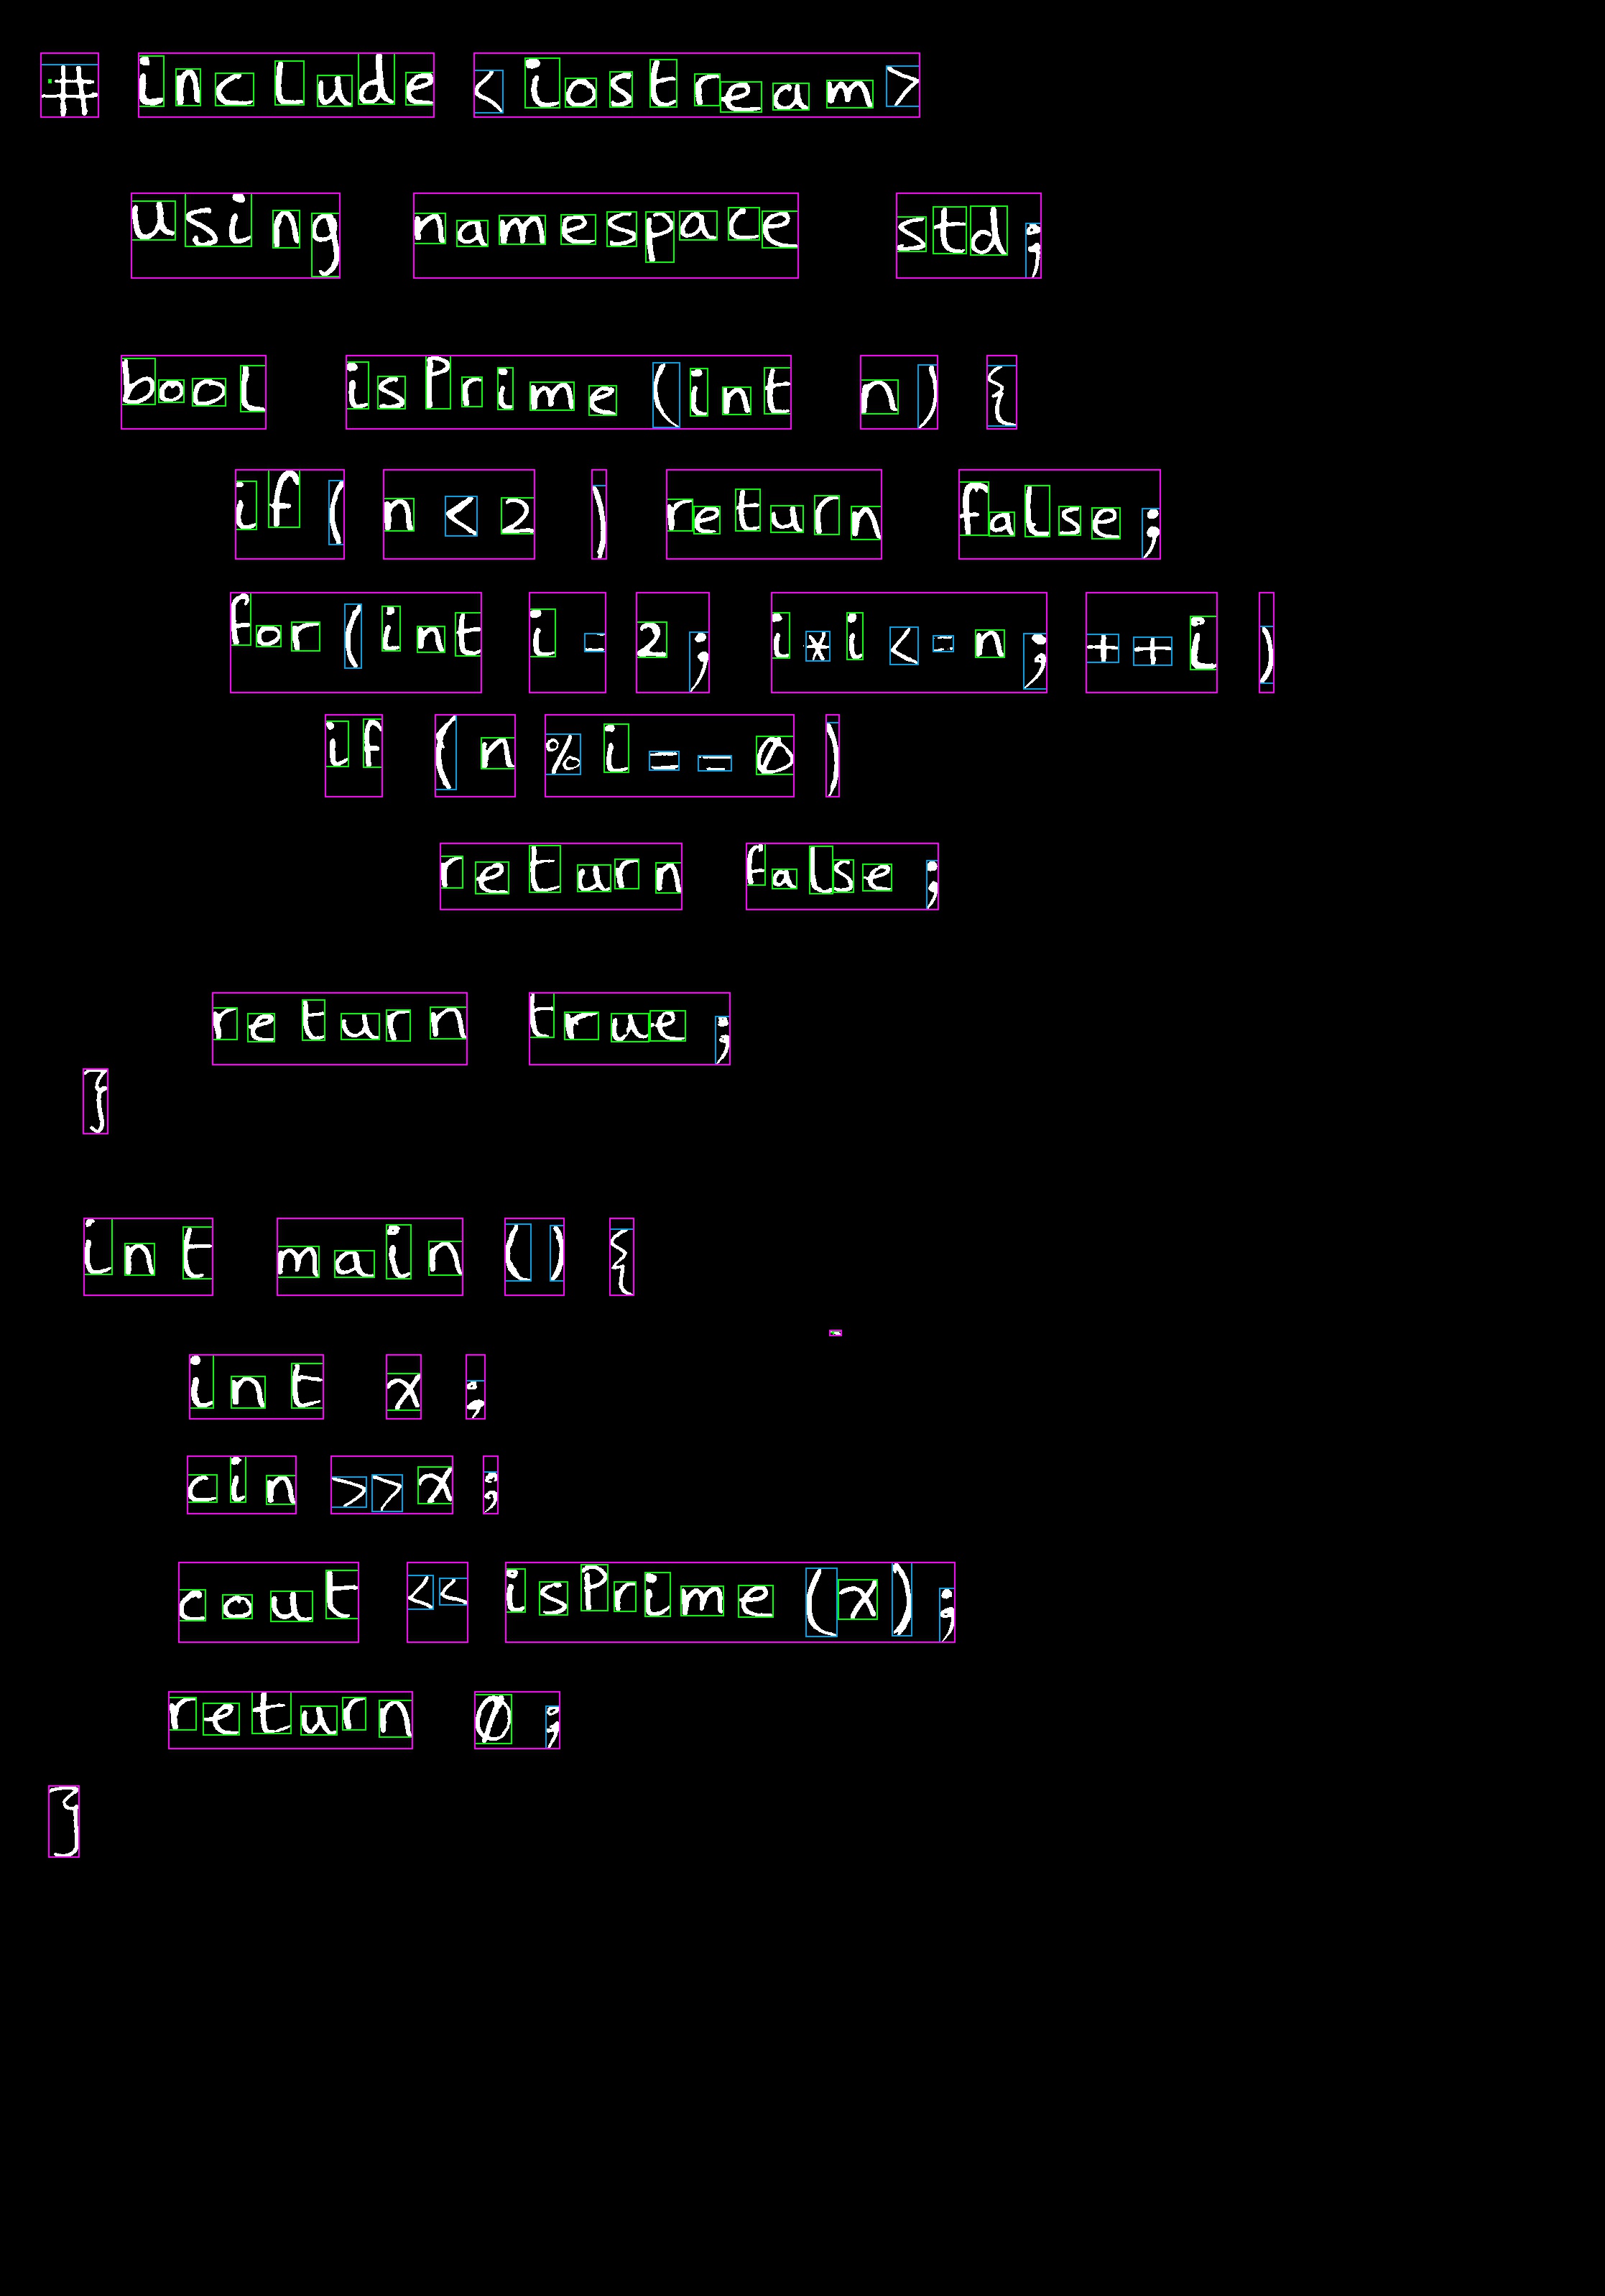 # include <iostream>
using namespace std;
bool isPrime(int n) {
if( n<2 ) return false;
for(int i = 2; i*i<=n; ++i )
if (n %i==0 )
return false;
return true;
}
int main () {
int x ;
cin >>x ;
cout << isPrime(x);
return 0;
}